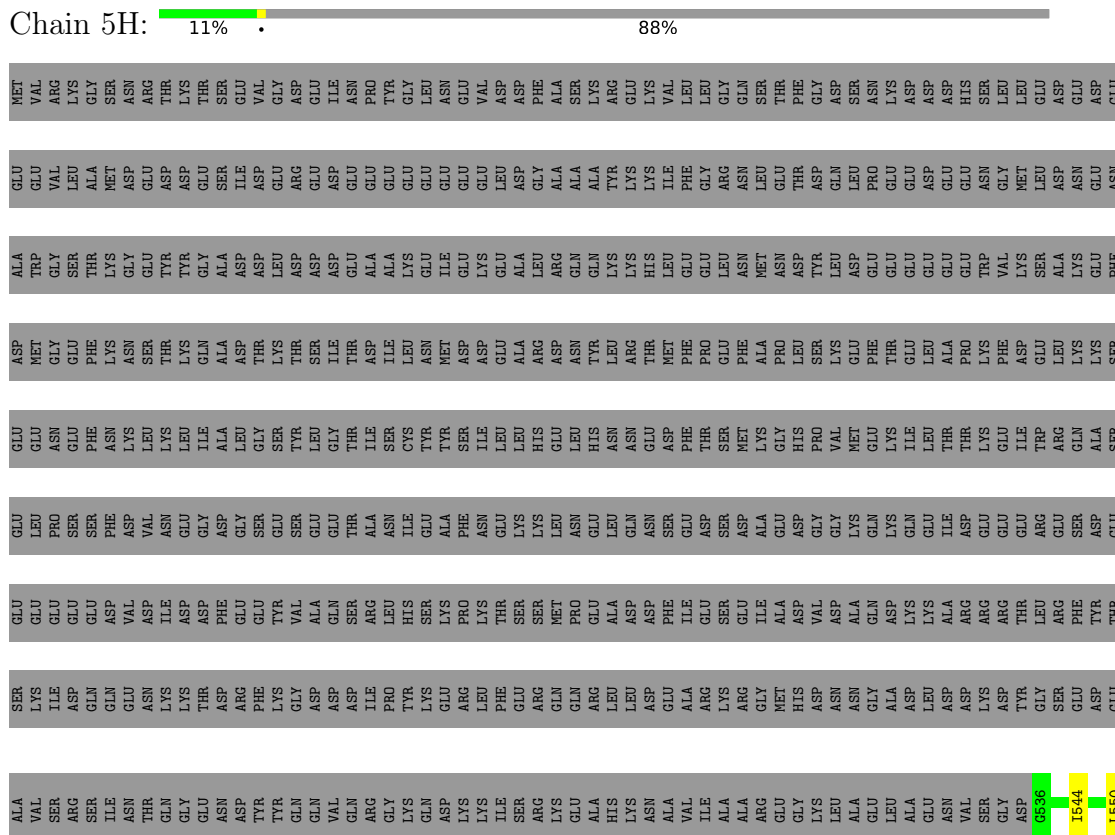 Chain 5H:
11% • 88%
MET VAL ARG LYS GLY SER ASN ARG THR LYS THR SER GLU VAL GLY ASP GLU ILE ASN PRO TYR GLY LEU ASN GLU VAL ASP ASP PHE ALA SER LYS ARG GLU LYS VAL LEU LEU GLY GLN SER THR PHE GLY ASP SER ASN LYS ASP ASP ASP HIS SER LEU LEU GLU ASP GLU ASP GLU
GLU GLU VAL LEU ALA MET ASP GLU ASP ASP GLU SER ILE ASP GLU ARG GLU ASP GLU GLU GLU GLU GLU GLU LEU ASP GLY ALA ALA ALA TYR LYS LYS ILE PHE GLY ARG ASN LEU GLU THR ASP GLN LEU PRO GLU GLU ASP GLU GLU ASN GLY MET LEU ASP ASN GLU ASN
ALA TRP GLY SER THR LYS GLY GLU TYR TYR GLY ALA ASP ASP LEU ASP ASP ASP GLU ALA ALA LYS GLU ILE GLU LYS GLU ALA LEU ARG GLN GLN LYS LYS HIS LEU GLU GLU LEU ASN MET ASN ASP TYR LEU ASP GLU GLU GLU GLU GLU TRP VAL LYS SER ALA LYS GLU PHE
ASP MET GLY GLU PHE LYS ASN SER THR LYS GLN ALA ASP THR LYS THR SER ILE THR ASP ILE LEU ASN MET ASP ASP GLU ALA ARG ASP ASN TYR LEU ARG THR MET PHE PRO GLU PHE ALA PRO LEU SER LYS GLU PHE THR GLU LEU ALA PRO LYS PHE ASP GLU LEU LYS LYS SER
GLU GLU ASN GLU PHE ASN LYS LEU LYS LEU ILE ALA LEU GLY SER TYR LEU GLY THR ILE SER CYS TYR TYR SER ILE LEU LEU HIS GLU LEU HIS ASN ASN GLU ASP PHE THR SER MET LYS GLY HIS PRO VAL MET GLU LYS ILE LEU THR THR LYS GLU ILE TRP ARG GLN ALA SER
GLU LEU PRO SER SER PHE ASP VAL ASN GLU GLY ASP GLY SER GLU SER GLU GLU THR ALA ASN ILE GLU ALA PHE ASN GLU LYS LYS LEU ASN GLU LEU GLN ASN SER GLU ASP SER ASP ALA GLU ASP GLY GLY LYS GLN LYS GLN GLU ILE ASP GLU GLU GLU ARG GLU SER ASP GLU
GLU GLU GLU GLU GLU ASP VAL ASP ILE ASP ASP PHE GLU GLU TYR VAL ALA GLN SER ARG LEU HIS SER LYS PRO LYS THR SER SER MET PRO GLU ALA ASP ASP PHE ILE GLU SER GLU ILE ALA ASP VAL ASP ALA GLN ASP LYS LYS ALA ARG ARG ARG THR LEU ARG PHE TYR THR
SER LYS ILE ASP GLN GLN GLU ASN LYS LYS THR ASP ARG PHE LYS GLY ASP ASP ASP ILE PRO TYR LYS GLU ARG LEU PHE GLU ARG GLN GLN ARG LEU LEU ASP GLU ALA ARG LYS ARG GLY MET HIS ASP ASN ASN GLY ALA ASP LEU ASP ASP LYS ASP TYR GLY SER GLU ASP GLU
ALA VAL SER ARG SER ILE ASN THR GLN GLY GLU ASN ASP TYR TYR GLN GLN VAL GLN ARG GLY LYS GLN ASP LYS LYS ILE SER ARG LYS GLU ALA HIS LYS ASN ALA VAL ILE ALA ALA ARG GLU GLY LYS LEU ALA GLU LEU ALA GLU ASN VAL SER GLY ASP G536 I544 L550